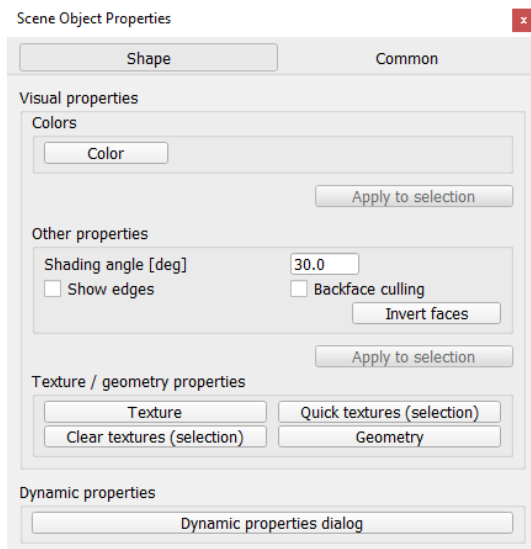 Scene Object Properties
x
Shape Common
Visual properties
Colors
Color
Apply to selection
Other properties
Shading angle [deg] 30.0
Show edges Backface culling
Invert faces
Apply to selection
Texture / geometry properties
Texture Quick textures (selection)
Clear textures (selection) Geometry
Dynamic properties
Dynamic properties dialog